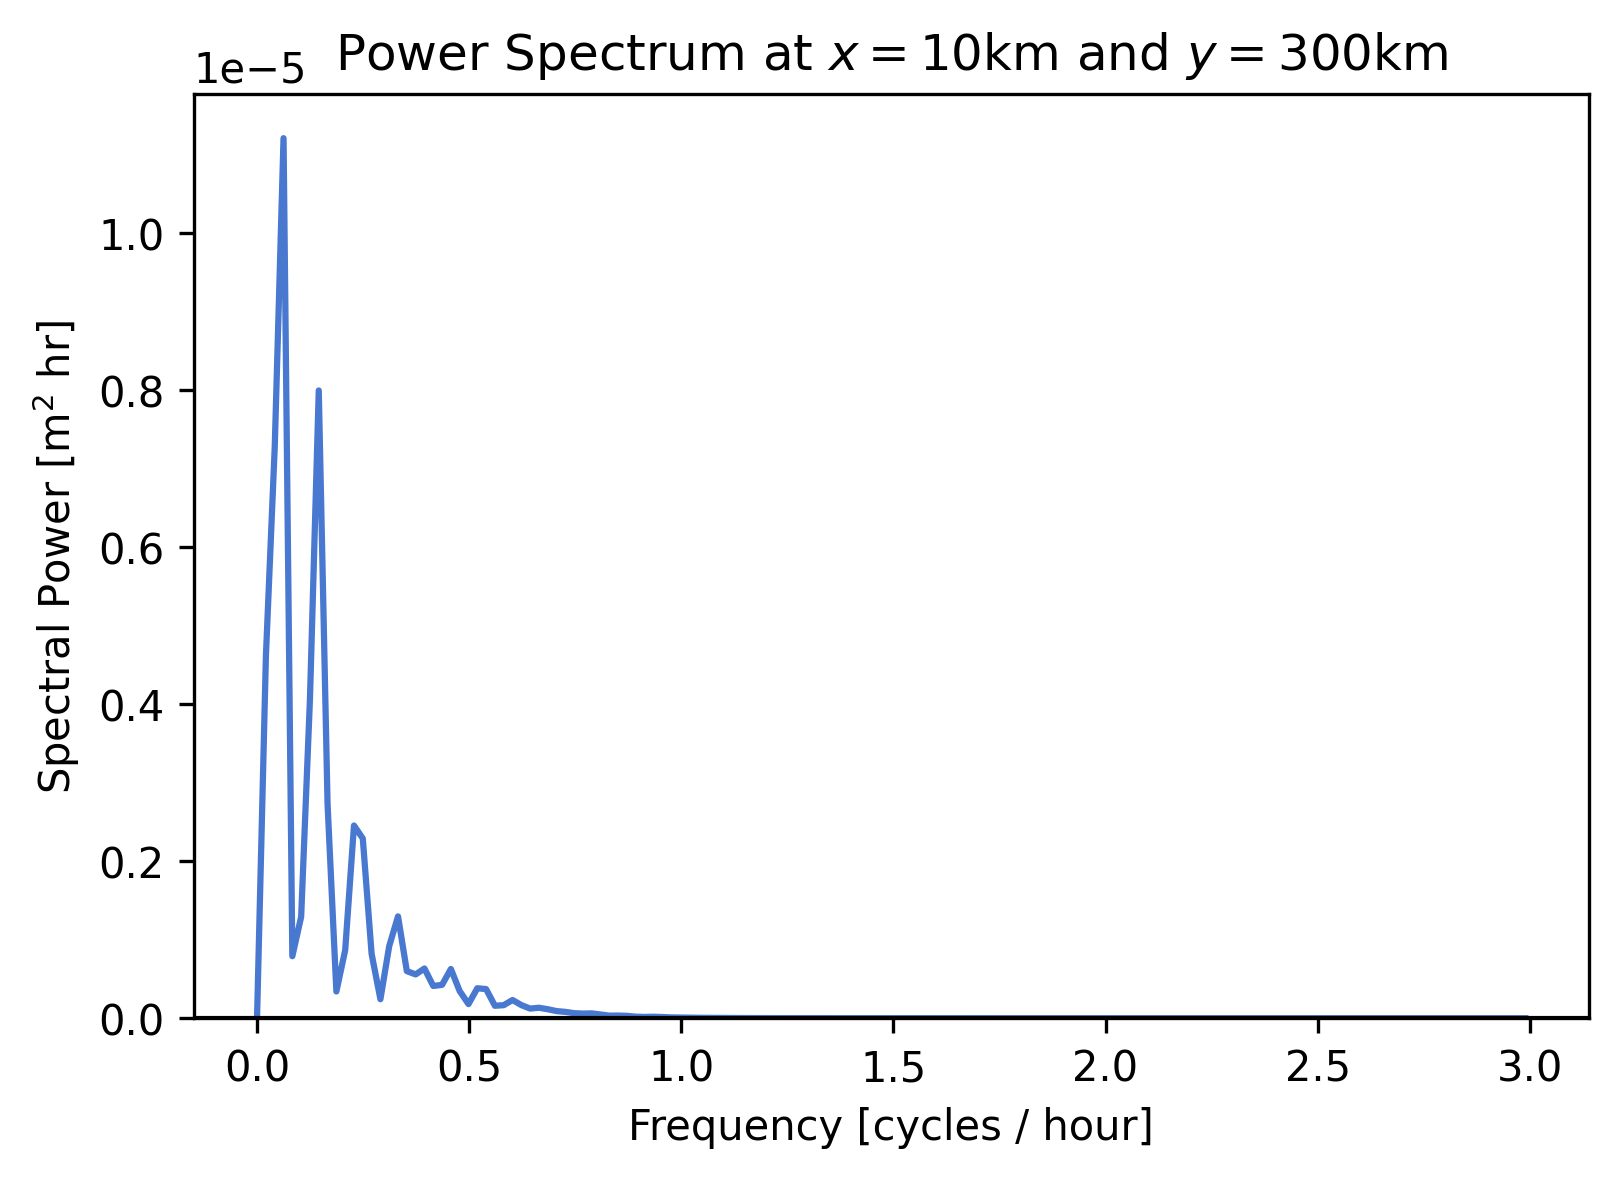 1e−5
Power Spectrum at x = 10km and y = 300km
1.0
0.8
0.6
0.4
0.2
0.0
Spectral Power [m² hr]
0.0 0.5 1.0 1.5 2.0 2.5 3.0
Frequency [cycles / hour]